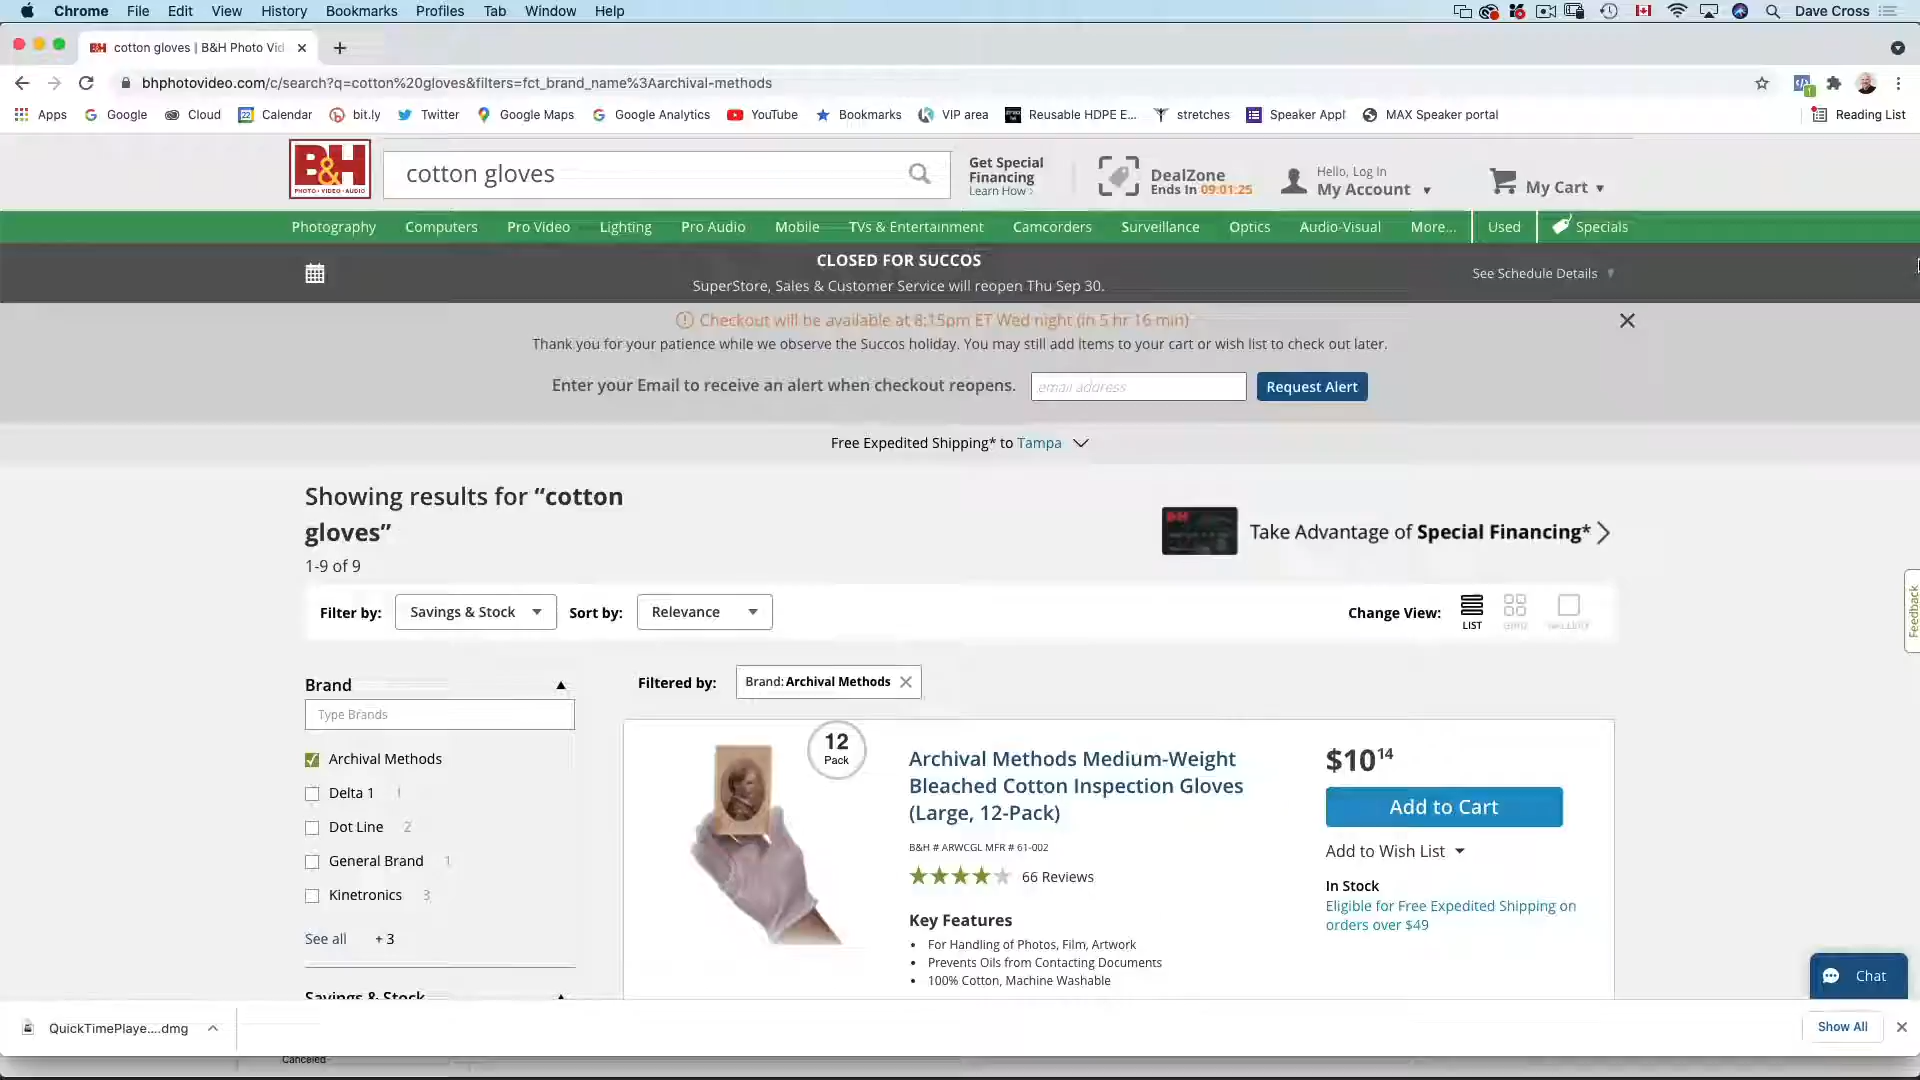 Chrome File Edit View History Bookmarks Profiles Tab Window Help Dave Cross
cotton gloves | B&H Photo Vid
bhphotovideo.com/c/search?q=cotton%20gloves&filters=fct_brand_name%3Aarchival-methods
Apps Google Cloud 22 Calendar bit.ly Twitter Google Maps Google Analytics YouTube Bookmarks VIP area Reusable HDPE E... stretches Speaker Appl MAX Speaker portal Reading List
B&H
PHOTO • VIDEO • AUDIO
cotton gloves
Get Special
Financing
Learn How ›
DealZone
Ends In 09:01:25
Hello, Log In
My Account
My Cart
Photography Computers Pro Video Lighting Pro Audio Mobile TVs & Entertainment Camcorders Surveillance Optics Audio-Visual More... Used Specials
CLOSED FOR SUCCOS
SuperStore, Sales & Customer Service will reopen Thu Sep 30.
See Schedule Details
Checkout will be available at 8:15pm ET Wed night (in 5 hr 16 min)
Thank you for your patience while we observe the Succos holiday. You may still add items to your cart or wish list to check out later.
Enter your Email to receive an alert when checkout reopens. email address Request Alert
Free Expedited Shipping* to Tampa
Showing results for “cotton
gloves”
1-9 of 9
Take Advantage of Special Financing*
Filter by: Savings & Stock Sort by: Relevance
Change View: LIST GRID GALLERY
Feedback
Brand
Type Brands
Archival Methods
Delta 1 1
Dot Line 2
General Brand 1
Kinetronics 3
See all + 3
Savings & Stock
Filtered by: Brand: Archival Methods
12
Pack
Archival Methods Medium-Weight
Bleached Cotton Inspection Gloves
(Large, 12-Pack)
B&H # ARWCGL MFR # 61-002
66 Reviews
Key Features
• For Handling of Photos, Film, Artwork
• Prevents Oils from Contacting Documents
• 100% Cotton, Machine Washable
$10 14
Add to Cart
Add to Wish List
In Stock
Eligible for Free Expedited Shipping on
orders over $49
Chat
QuickTimePlaye....dmg
Show All
Canceled